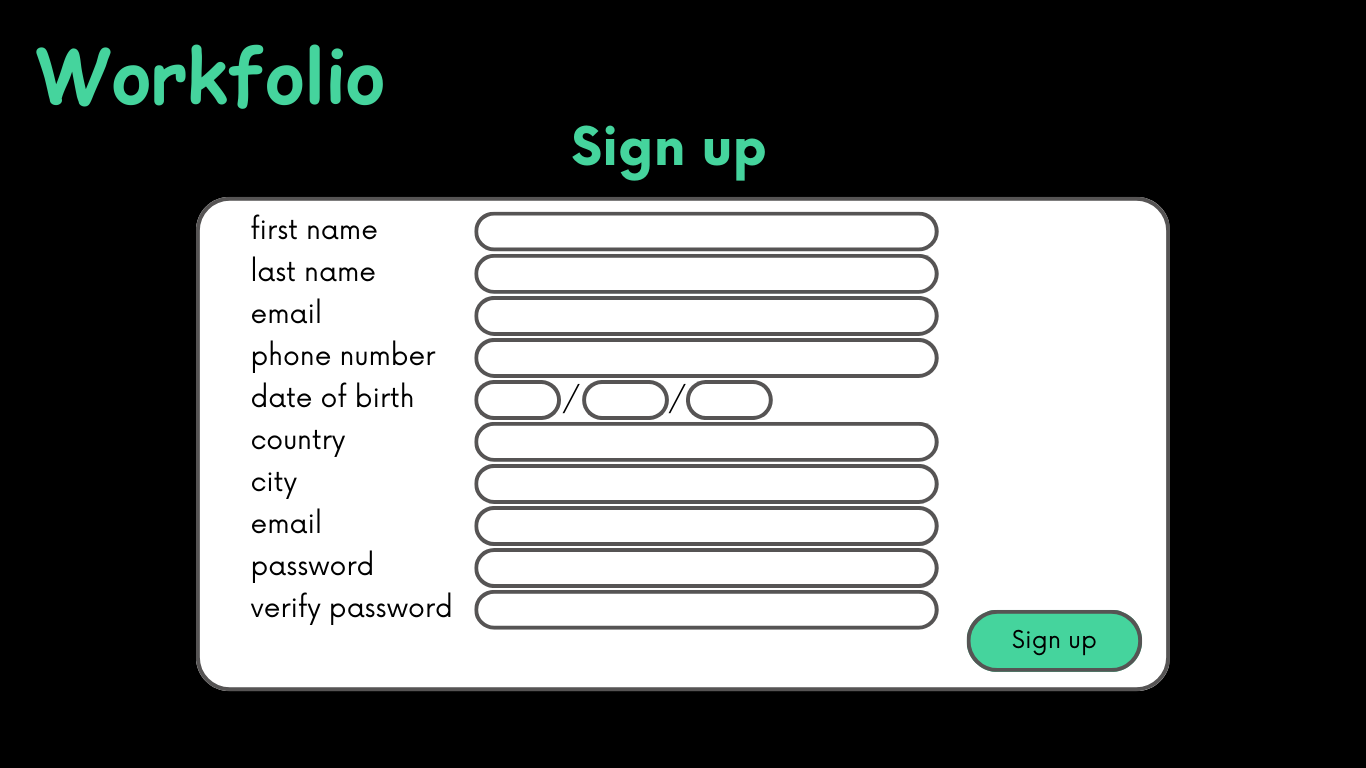 Workfolio
Sign up
first name
last name
email
phone number
date of birth / /
country
city
email
password
verify password
Sign up